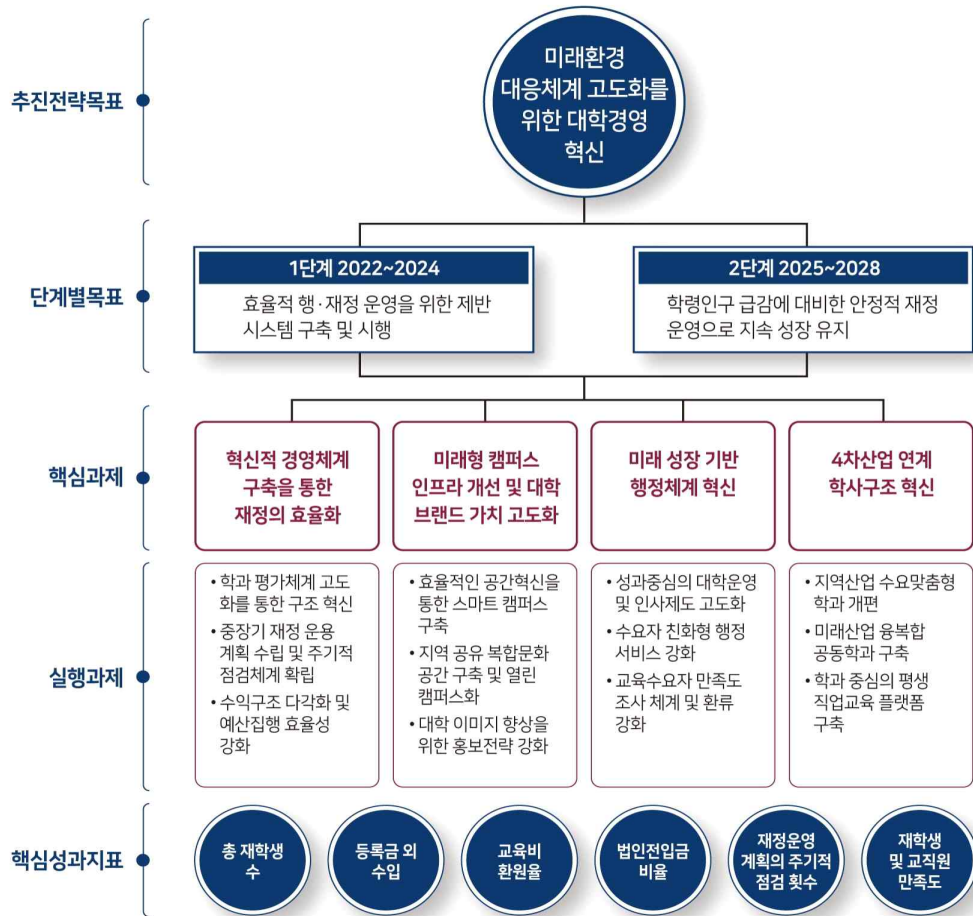 추진전략목표
미래환경
대응체계 고도화를
위한 대학경영
혁신
단계별목표
1단계 2022~2024
효율적 행·재정 운영을 위한 제반
시스템 구축 및 시행
2단계 2025~2028
학령인구 급감에 대비한 안정적 재정
운영으로 지속 성장 유지
핵심과제
혁신적 경영체계
구축을 통한
재정의 효율화
미래형 캠퍼스
인프라 개선 및 대학
브랜드 가치 고도화
미래 성장 기반
행정체계 혁신
4차산업 연계
학사구조 혁신
실행과제
• 학과 평가체계 고도
화를 통한 구조 혁신
• 중장기 재정 운용
계획 수립 및 주기적
점검체계 확립
• 수익구조 다각화 및
예산집행 효율성
강화
• 효율적인 공간혁신을
통한 스마트 캠퍼스
구축
• 지역 공유 복합문화
공간 구축 및 열린
캠퍼스화
• 대학 이미지 향상을
위한 홍보전략 강화
• 성과중심의 대학운영
및 인사제도 고도화
• 수요자 친화형 행정
서비스 강화
• 교육수요자 만족도
조사 체계 및 환류
강화
• 지역산업 수요맞춤형
학과 개편
• 미래산업 융복합
공동학과 구축
• 학과 중심의 평생
직업교육 플랫폼
구축
핵심성과지표
총 재학생
수
등록금 외
수입
교육비
환원율
법인전입금
비율
재정운영
계획의 주기적
점검 횟수
재학생
및 교직원
만족도